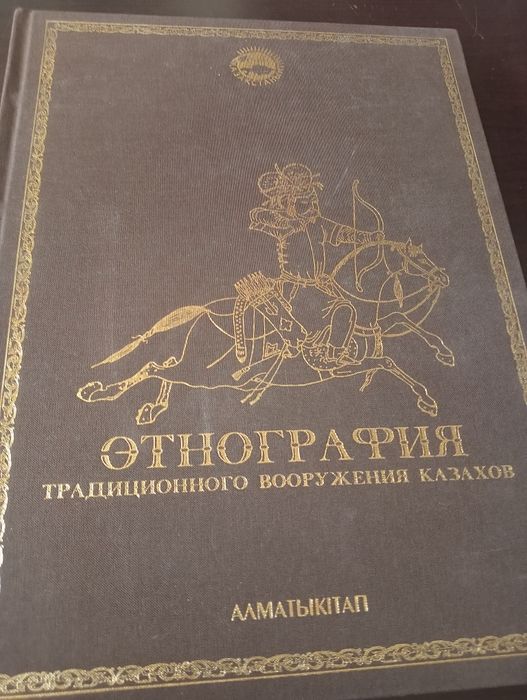 ЭТНОГРАФИЯ
ТРАДИЦИОННОГО ВООРУЖЕНИЯ КАЗАХОВ
АЛМАТЫКІТАП